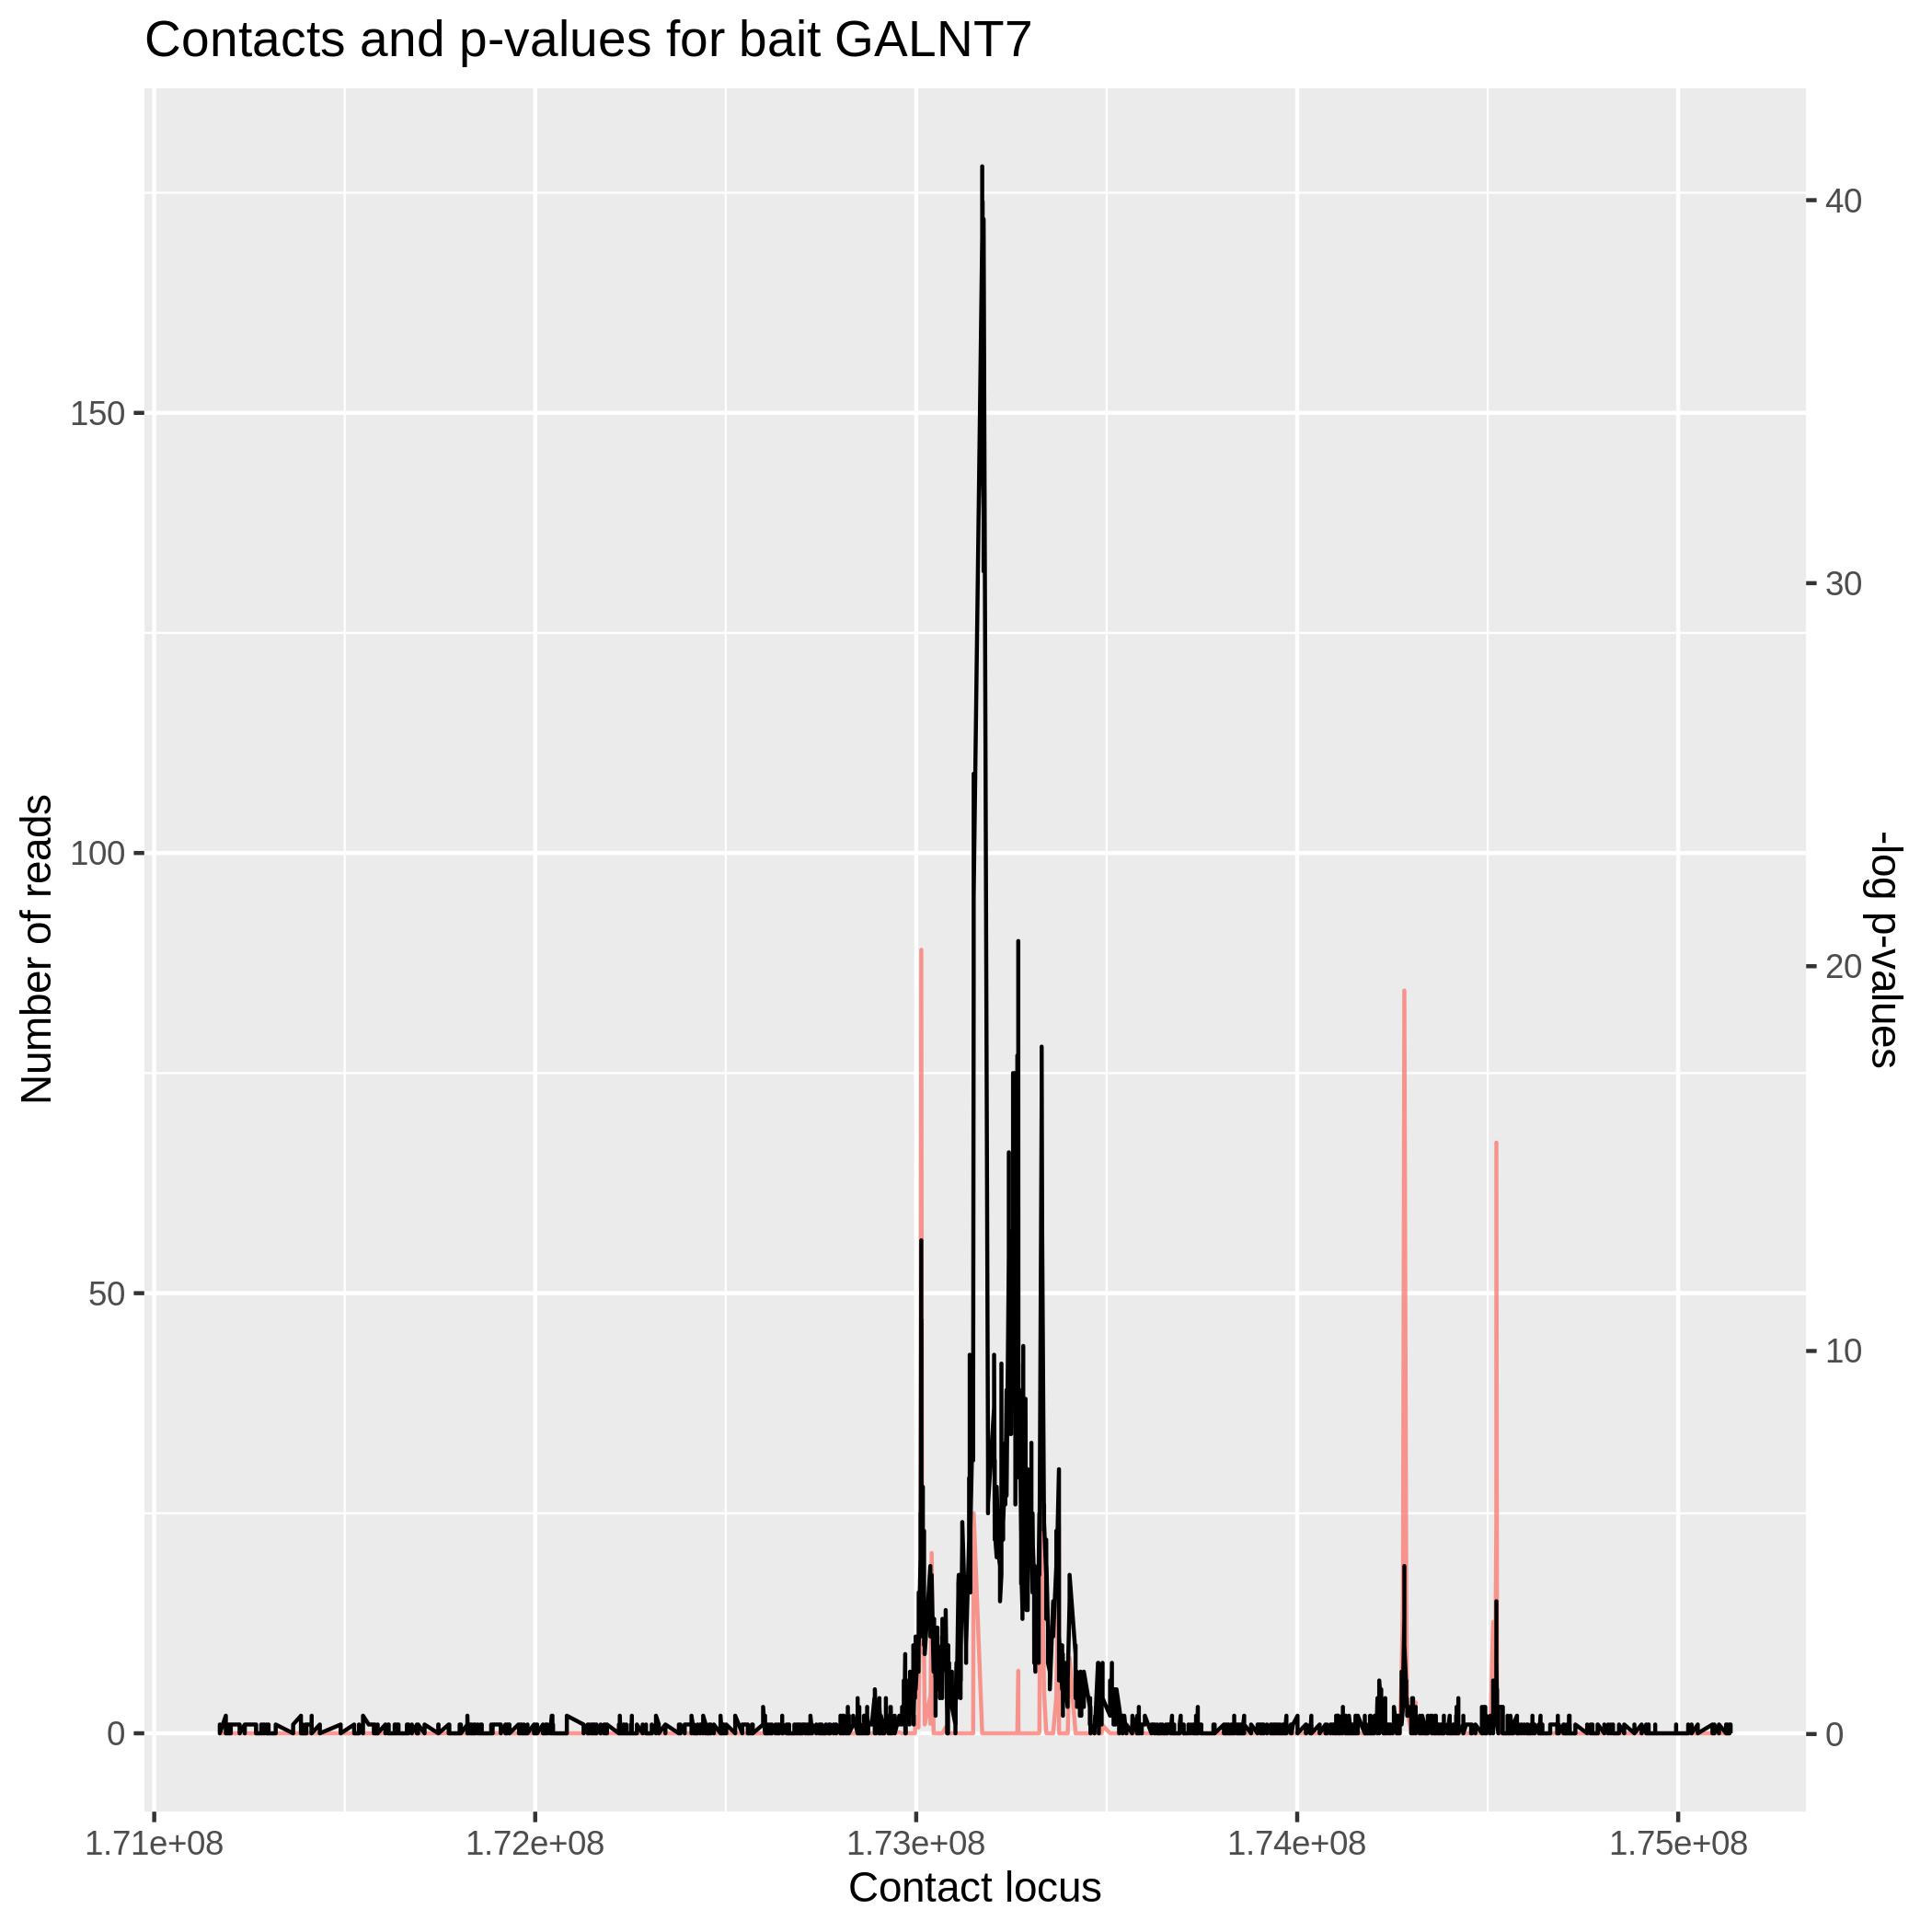 Contacts and p-values for bait GALNT7
Number of reads
150
100
50
0
40
30
20
10
0
-log p-values
1.71e+08 1.72e+08 1.73e+08 1.74e+08 1.75e+08
Contact locus